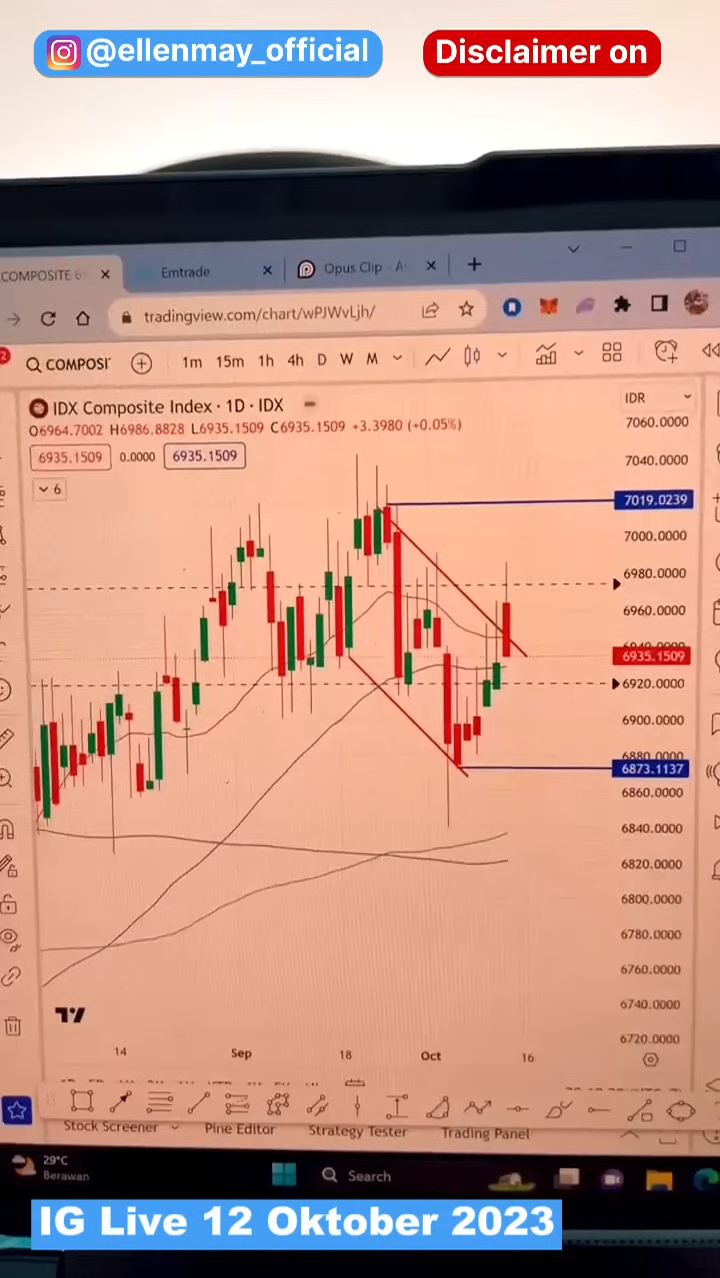 @ellenmay_official
Disclaimer on
COMPOSITE 6
Emtrade
Opus Clip - A
tradingview.com/chart/wPJWvLjh/
2
COMPOSI
1m 15m 1h 4h D W M
IDX Composite Index · 1D · IDX
IDR
O6964.7002 H6986.8828 L6935.1509 C6935.1509 +3.3980 (+0.05%)
6935.1509 0.0000 6935.1509
6
7060.0000
7040.0000
7019.0239
7000.0000
6980.0000
6960.0000
6940.0000
6935.1509
6920.0000
6900.0000
6880.0000
6873.1137
6860.0000
6840.0000
6820.0000
6800.0000
6780.0000
6760.0000
6740.0000
6720.0000
14 Sep 18 Oct 16
Stock Screener Pine Editor Strategy Tester Trading Panel
29°C
Berawan
Search
IG Live 12 Oktober 2023